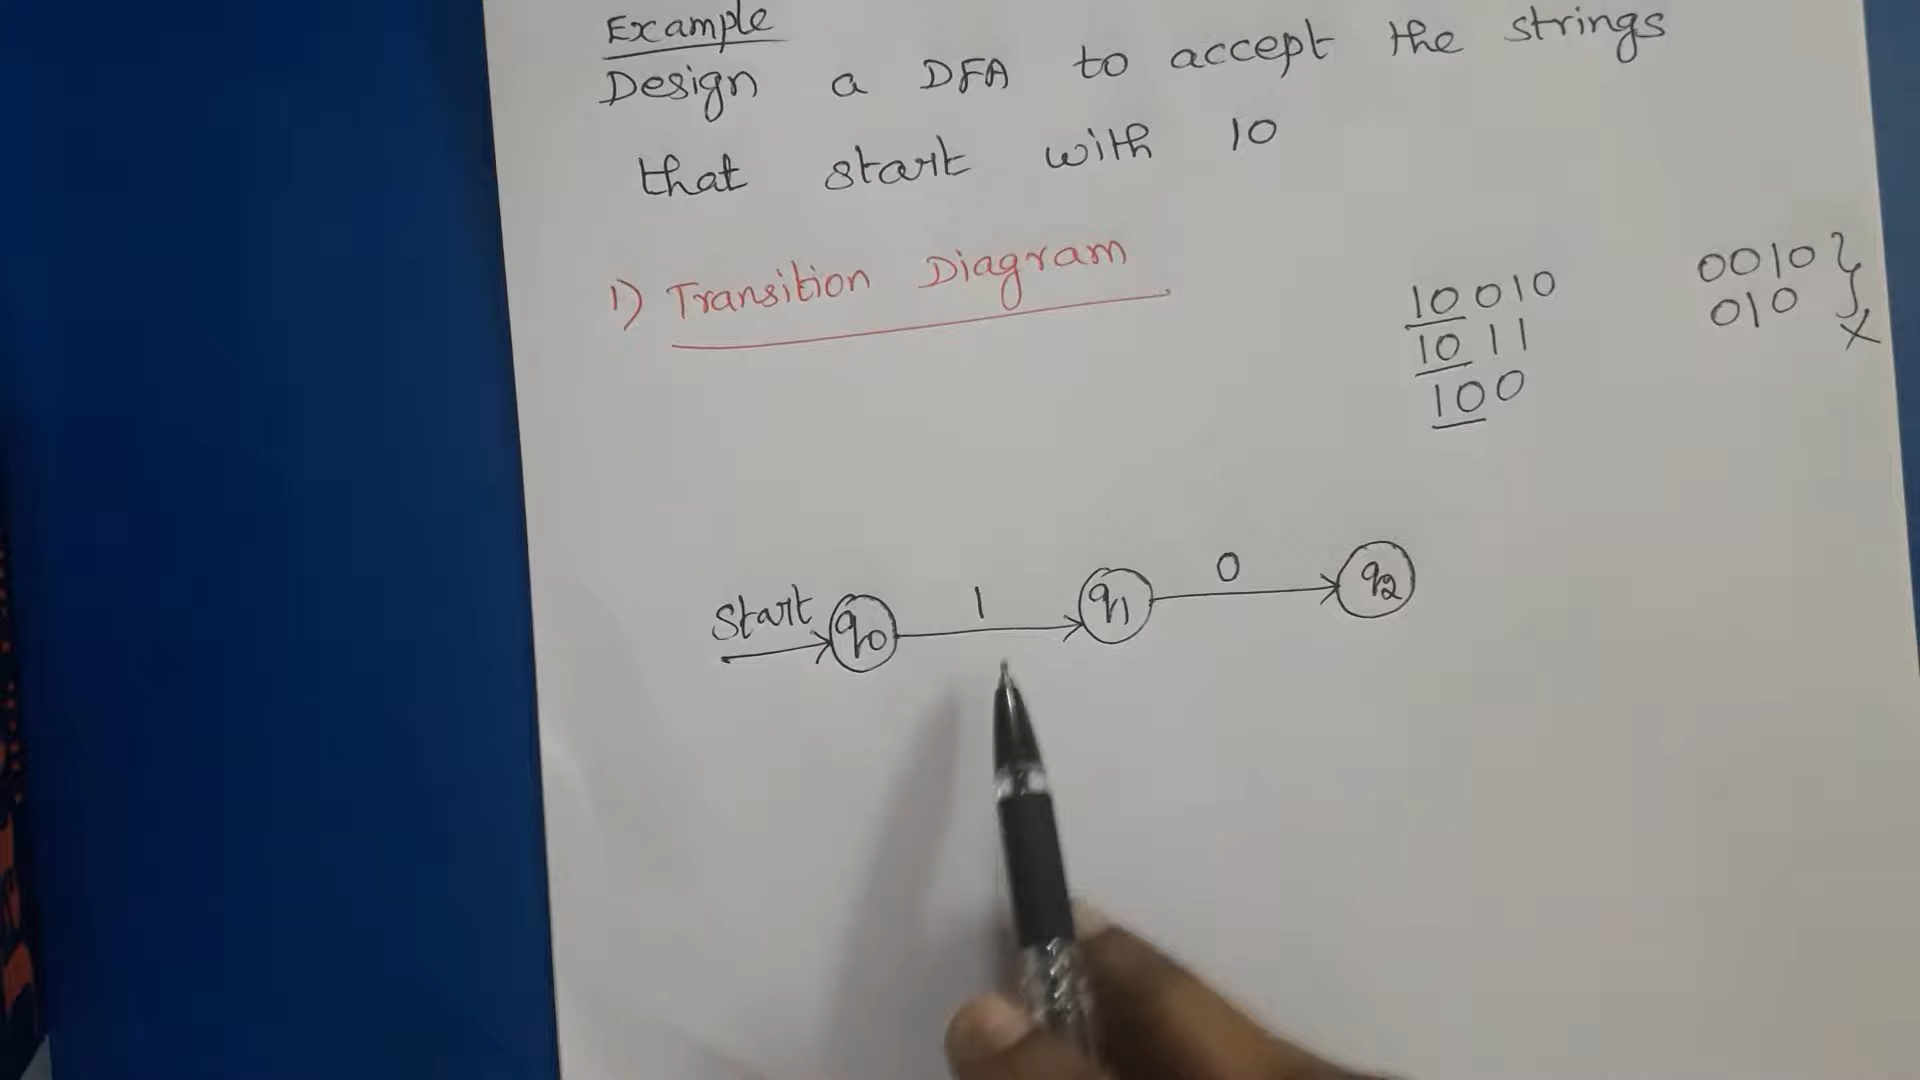 Example
Design a DFA to accept the strings
that start with 10
1) Transition Diagram
10010
1011
100
0010 }
010
X
Start q0 1 q1 0 q2